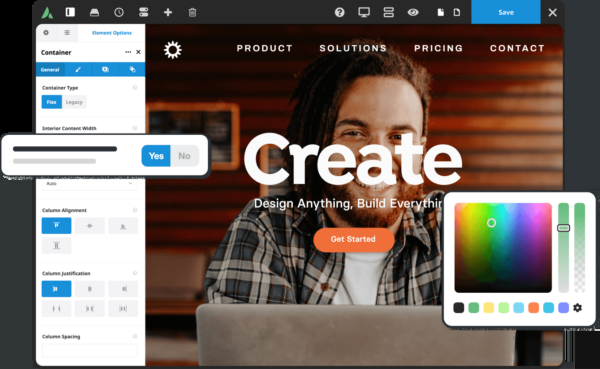 Save
Element Options
PRODUCT SOLUTIONS PRICING CONTACT
Container
General
Container Type
Flex Legacy
Interior Content Width
Yes No
Create
Auto
Design Anything, Build Everythin
Column Alignment
Get Started
Column Justification
Column Spacing